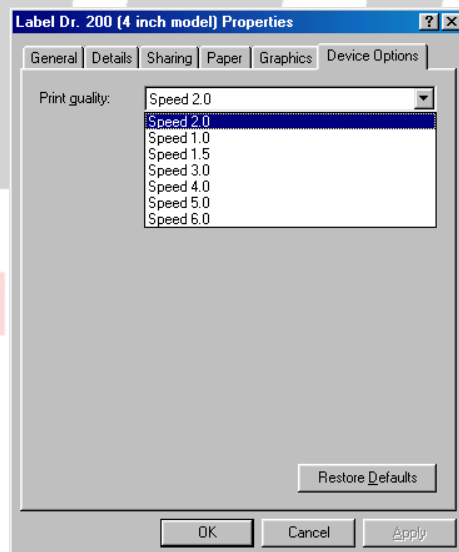 Label Dr. 200 (4 inch model) Properties
General Details Sharing Paper Graphics Device Options
Print quality: Speed 2.0
Speed 2.0
Speed 1.0
Speed 1.5
Speed 3.0
Speed 4.0
Speed 5.0
Speed 6.0
Restore Defaults
OK Cancel Apply